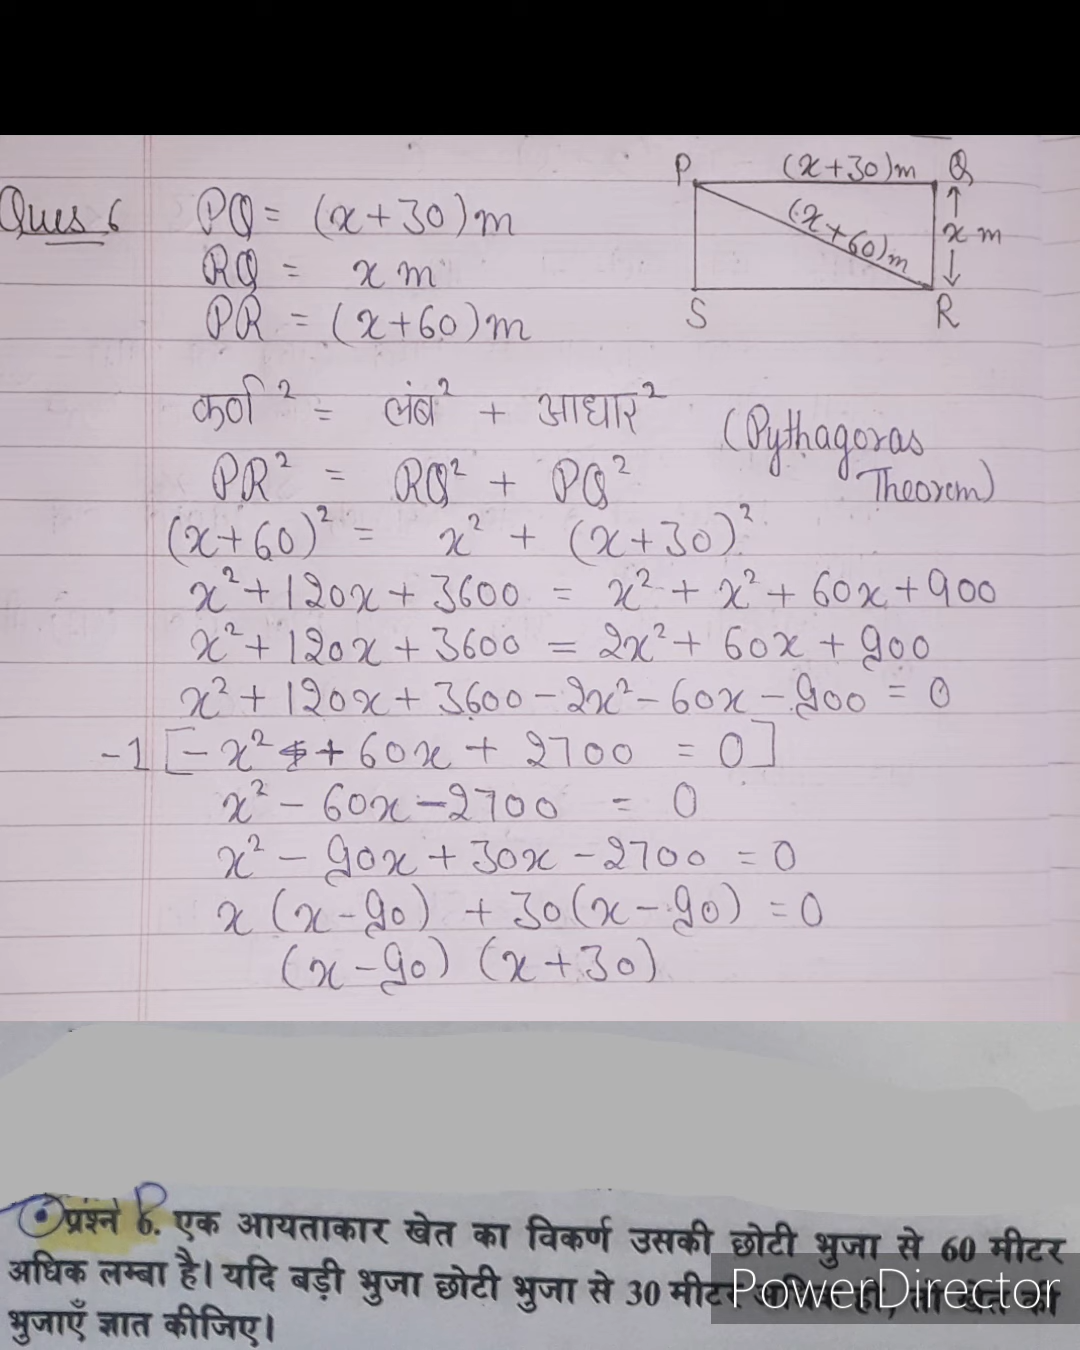 P (x+30)m Q
Ques 6 PQ = (x+30)m
(x+60)m
x m
RQ = x m
PR = (x+60)m
S R
कर्ण² = लंब² + आधार²
(Pythagoras Theorem)
PR² = RQ² + PQ²
(x+60)² = x² + (x+30)²
x²+120x+3600 = x²+x²+60x+900
x²+120x+3600 = 2x²+60x+900
x²+120x+3600-2x²-60x-900 = 0
-1[-x² + 60x + 2700 = 0]
x² - 60x - 2700 = 0
x² - 90x + 30x - 2700 = 0
x (x-90) + 30(x-90) = 0
(x-90) (x+30)
प्रश्न 6. एक आयताकार खेत का विकर्ण उसकी छोटी भुजा से 60 मीटर
अधिक लम्बा है। यदि बड़ी भुजा छोटी भुजा से 30 मीटर
भुजाएँ ज्ञात कीजिए।
PowerDirector